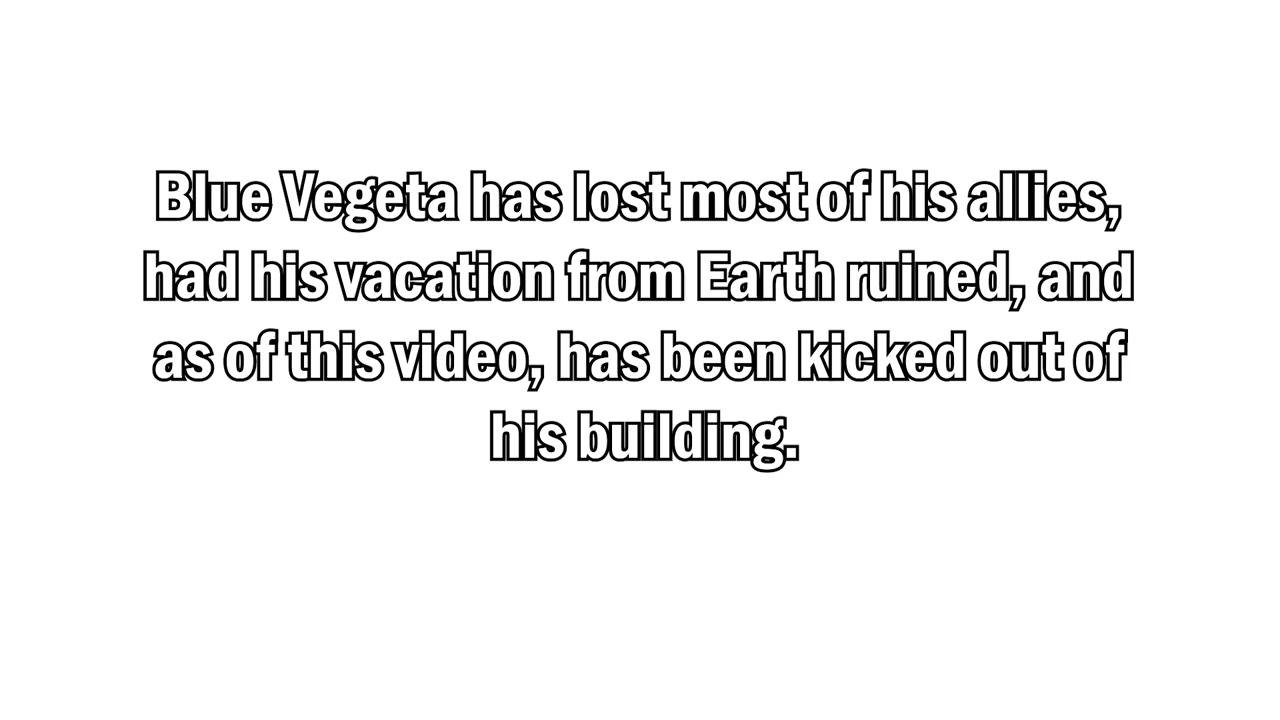 Blue Vegeta has lost most of his allies,
had his vacation from Earth ruined, and
as of this video, has been kicked out of
his building.